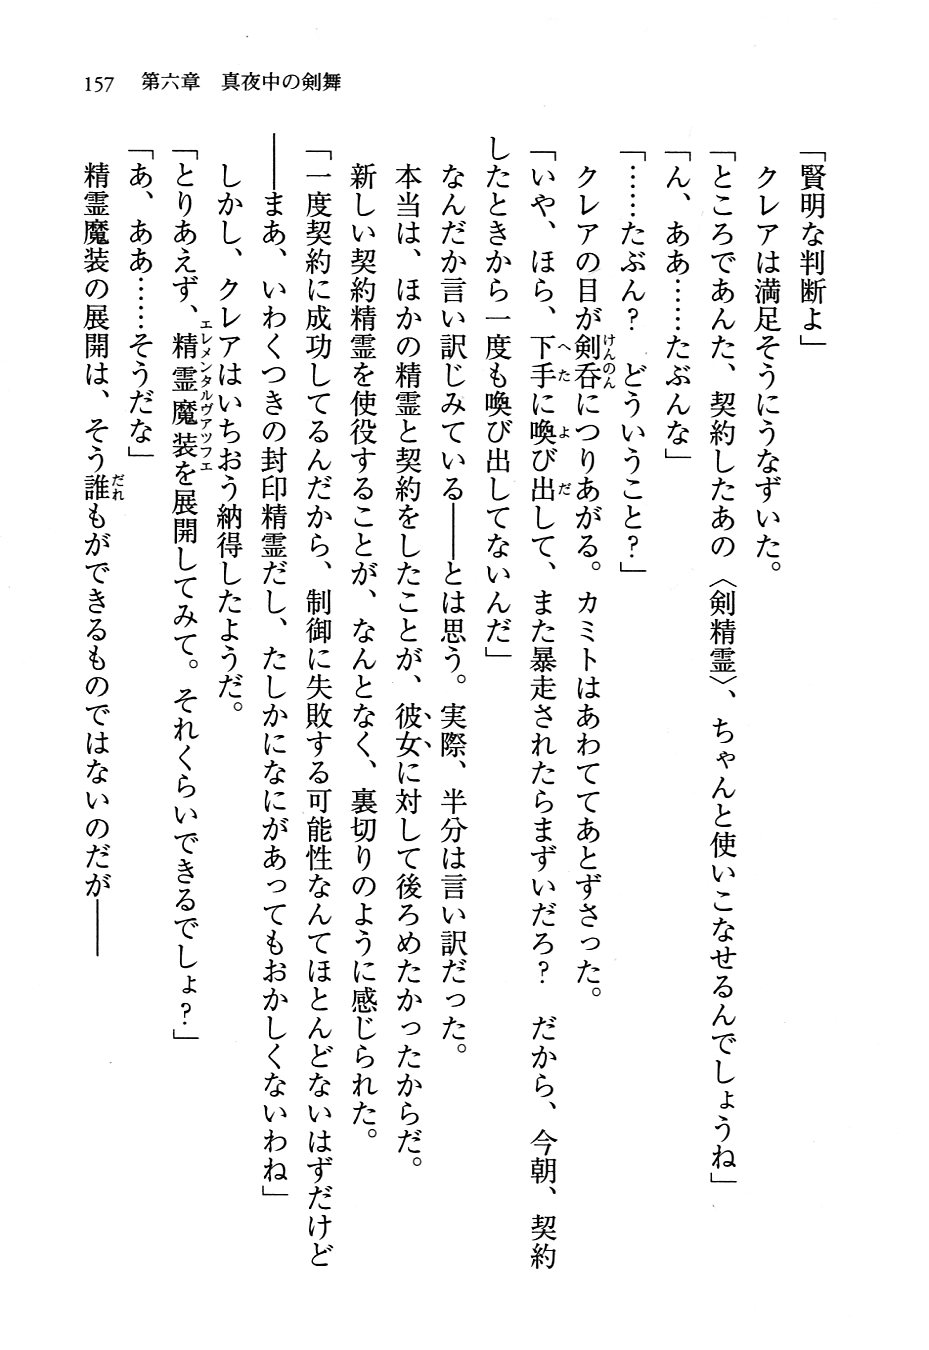 157　第六章　真夜中の剣舞
「賢明な判断よ」
　クレアは満足そうにうなずいた。
「ところであんた、契約したあの〈剣精霊〉、ちゃんと使いこなせるんでしょうね」
「ん、ああ……たぶんな」
「……たぶん？　どういうこと？」
　クレアの目が剣呑につりあがる。カミトはあわててあとずさった。
「いや、ほら、下手に喚び出して、また暴走されたらまずいだろ？　だから、今朝、契約
したときから一度も喚び出してないんだ」
　なんだか言い訳じみている――とは思う。実際、半分は言い訳だった。
　本当は、ほかの精霊と契約をしたことが、彼女に対して後ろめたかったからだ。
　新しい契約精霊を使役することが、なんとなく、裏切りのように感じられた。
「一度契約に成功してるんだから、制御に失敗する可能性なんてほとんどないはずだけど
――まあ、いわくつきの封印精霊だし、たしかになにがあってもおかしくないわね」
　しかし、クレアはいちおう納得したようだ。
「とりあえず、精霊魔装を展開してみて。それくらいできるでしょ？」
「あ、ああ……そうだな」
　精霊魔装の展開は、そう誰もができるものではないのだが――